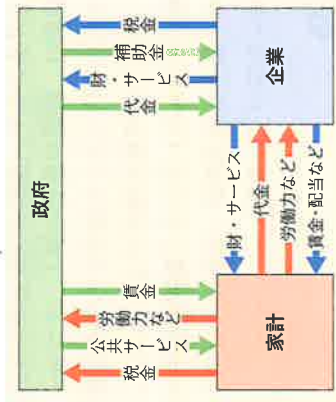 政府
税金
公共サービス
労働力など
賃金
代金
財・サービス
補助金
税金
家計
財・サービス
代金
労働力など
賃金・配当など
企業